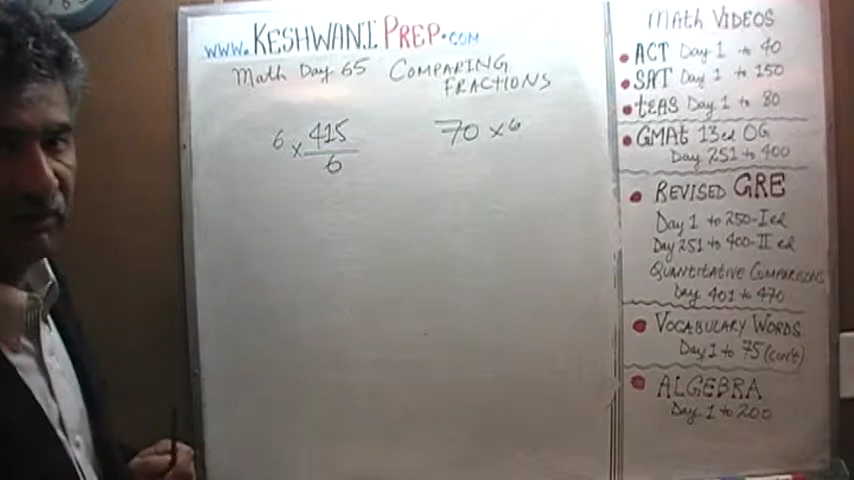 www.KESHWANIPREP.com
Math Day 65 COMPARING
FRACTIONS
6 x 415
6
70 x 6
MATH VIDEOS
ACT Day 1 to 40
SAT Day 1 to 150
tEAS Day 1 to 80
GMAt 13ed OG
Day 251 to 400
REVISED GRE
Day 1 to 250-I ed
Day 251 to 400-II ed
QUANTITATIVE COMPARISONS
Day 401 to 470
VOCABULARY WORDS
Day 1 to 75 (con't)
ALGEBRA
Day 1 to 200